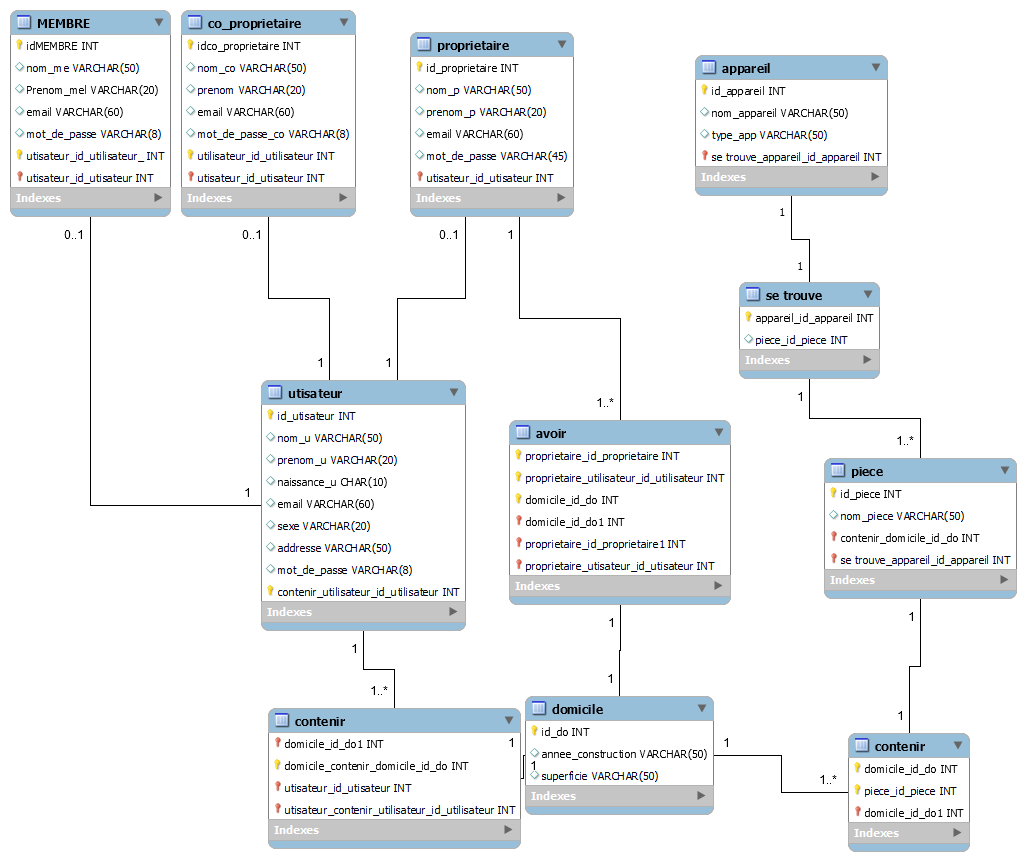 MEMBRE
idMEMBRE INT
nom_me VARCHAR(50)
Prenom_mel VARCHAR(20)
email VARCHAR(60)
mot_de_passe VARCHAR(8)
utisateur_id_utilisateur_ INT
utisateur_id_utisateur INT
Indexes
co_proprietaire
idco_proprietaire INT
nom_co VARCHAR(50)
prenom VARCHAR(20)
email VARCHAR(60)
mot_de_passe_co VARCHAR(8)
utilisateur_id_utilisateur INT
utisateur_id_utisateur INT
Indexes
proprietaire
id_proprietaire INT
nom_p VARCHAR(50)
prenom_p VARCHAR(20)
email VARCHAR(60)
mot_de_passe VARCHAR(45)
utisateur_id_utisateur INT
Indexes
appareil
id_appareil INT
nom_appareil VARCHAR(50)
type_app VARCHAR(50)
se trouve_appareil_id_appareil INT
Indexes
0..1
0..1
0..1
1
1
1
se trouve
appareil_id_appareil INT
piece_id_piece INT
Indexes
1
1
1
1..*
1
1..*
utisateur
id_utisateur INT
nom_u VARCHAR(50)
prenom_u VARCHAR(20)
naissance_u CHAR(10)
email VARCHAR(60)
sexe VARCHAR(20)
addresse VARCHAR(50)
mot_de_passe VARCHAR(8)
contenir_utilisateur_id_utilisateur INT
Indexes
avoir
proprietaire_id_proprietaire INT
proprietaire_utilisateur_id_utilisateur INT
domicile_id_do INT
domicile_id_do1 INT
proprietaire_id_proprietaire1 INT
proprietaire_utisateur_id_utisateur INT
Indexes
piece
id_piece INT
nom_piece VARCHAR(50)
contenir_domicile_id_do INT
se trouve_appareil_id_appareil INT
Indexes
1
1..*
1
1
1
1
contenir
domicile_id_do1 INT
domicile_contenir_domicile_id_do INT
utisateur_id_utisateur INT
utisateur_contenir_utilisateur_id_utilisateur INT
Indexes
1
1
domicile
id_do INT
annee_construction VARCHAR(50)
superficie VARCHAR(50)
Indexes
1
1..*
contenir
domicile_id_do INT
piece_id_piece INT
domicile_id_do1 INT
Indexes